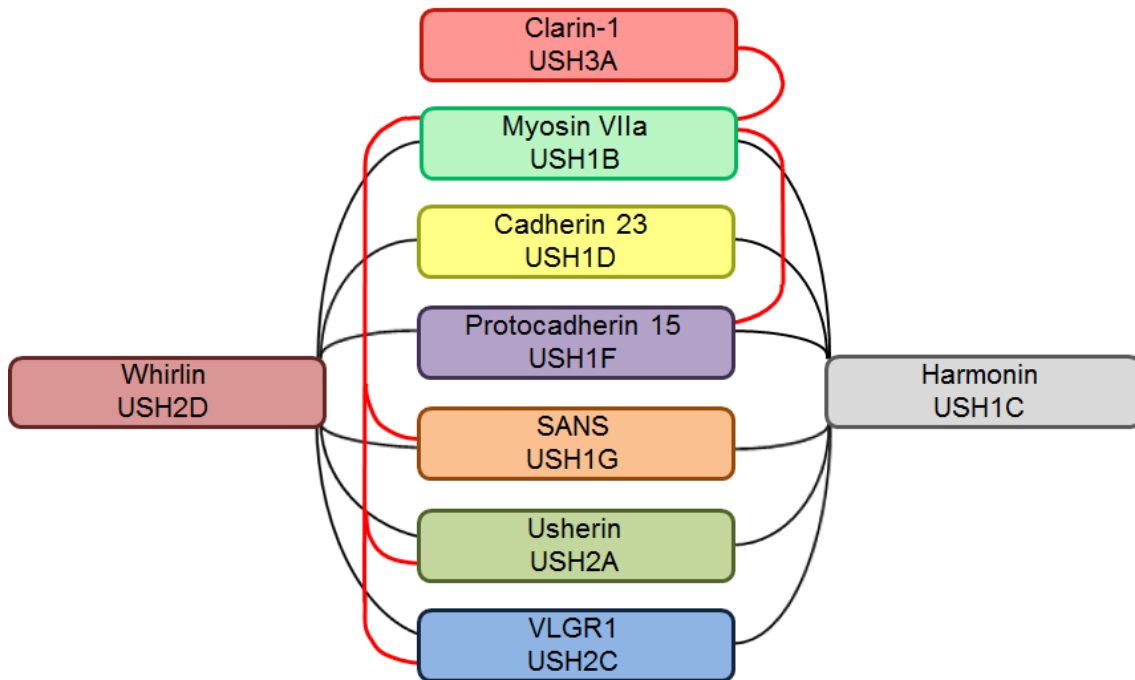 Clarin-1
USH3A
Myosin VIIa
USH1B
Cadherin 23
USH1D
Protocadherin 15
USH1F
Whirlin
USH2D
Harmonin
USH1C
SANS
USH1G
Usherin
USH2A
VLGR1
USH2C